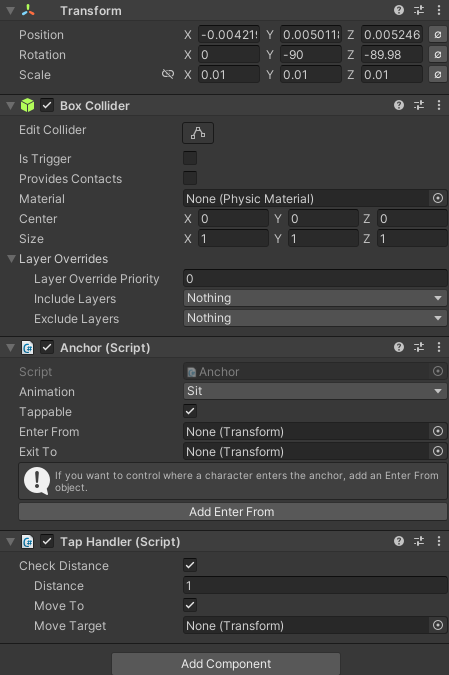 Transform
Position X -0.004219 Y 0.005011 Z 0.005246
Rotation X 0 Y -90 Z -89.98
Scale X 0.01 Y 0.01 Z 0.01
Box Collider
Edit Collider
Is Trigger
Provides Contacts
Material None (Physic Material)
Center X 0 Y 0 Z 0
Size X 1 Y 1 Z 1
Layer Overrides
Layer Override Priority 0
Include Layers Nothing
Exclude Layers Nothing
Anchor (Script)
Script Anchor
Animation Sit
Tappable
Enter From None (Transform)
Exit To None (Transform)
If you want to control where a character enters the anchor, add an Enter From
object.
Add Enter From
Tap Handler (Script)
Check Distance
Distance 1
Move To
Move Target None (Transform)
Add Component